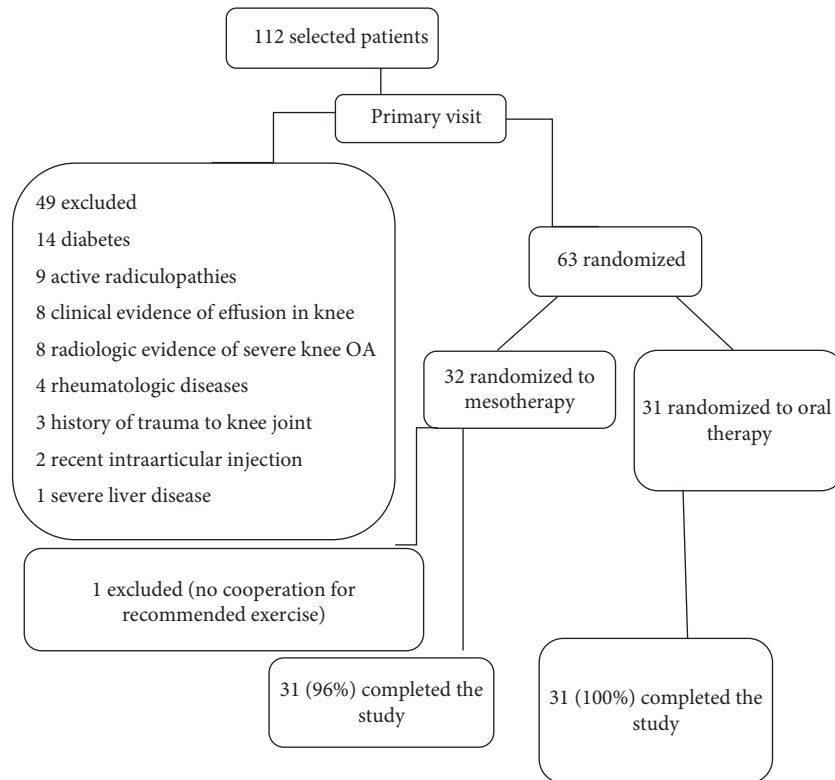 112 selected patients
Primary visit
49 excluded
14 diabetes
9 active radiculopathies
8 clinical evidence of effusion in knee
8 radiologic evidence of severe knee OA
4 rheumatologic diseases
3 history of trauma to knee joint
2 recent intraarticular injection
1 severe liver disease
63 randomized
32 randomized to
mesotherapy
31 randomized to oral
therapy
1 excluded (no cooperation for
recommended exercise)
31 (96%) completed the
study
31 (100%) completed the
study